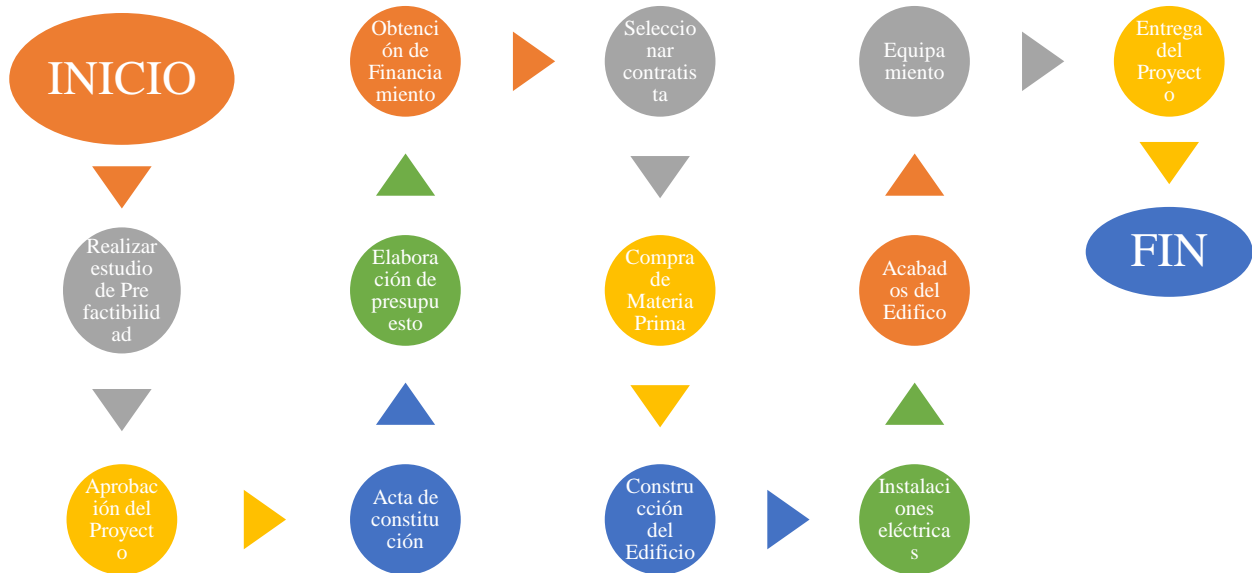 INICIO
Realizar
estudio
de Pre
factibilid
ad
Aprobac
ión del
Proyect
o
Acta de
constitu
ción
Elabora
ción de
presupu
esto
Obtenci
ón de
Financia
miento
Seleccio
nar
contratis
ta
Compra
de
Materia
Prima
Constru
cción
del
Edificio
Instalaci
ones
eléctrica
s
Acabad
os del
Edifico
Equipa
miento
Entrega
del
Proyect
o
FIN